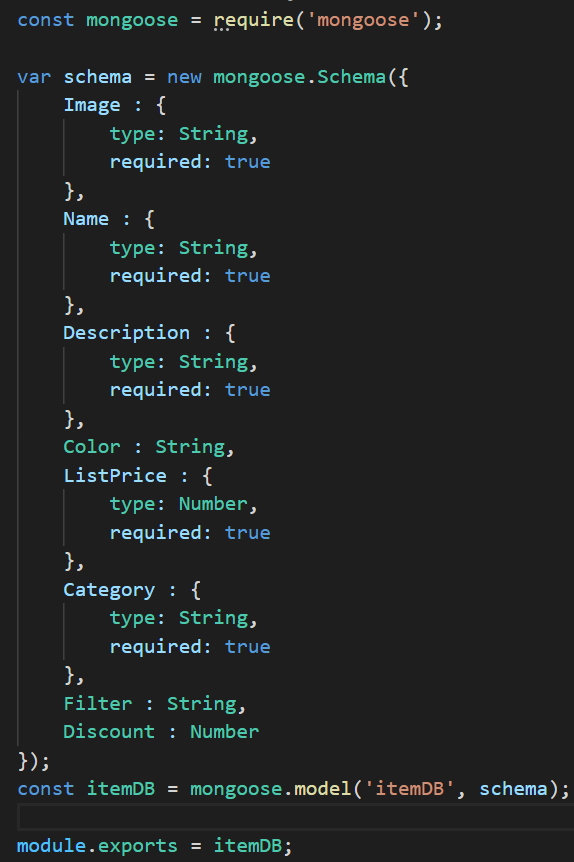 const mongoose = require('mongoose');
var schema = new mongoose.Schema({
    Image : {
        type: String,
        required: true
    },
    Name : {
        type: String,
        required: true
    },
    Description : {
        type: String,
        required: true
    },
    Color : String,
    ListPrice : {
        type: Number,
        required: true
    },
    Category : {
        type: String,
        required: true
    },
    Filter : String,
    Discount : Number
});
const itemDB = mongoose.model('itemDB', schema);
module.exports = itemDB;